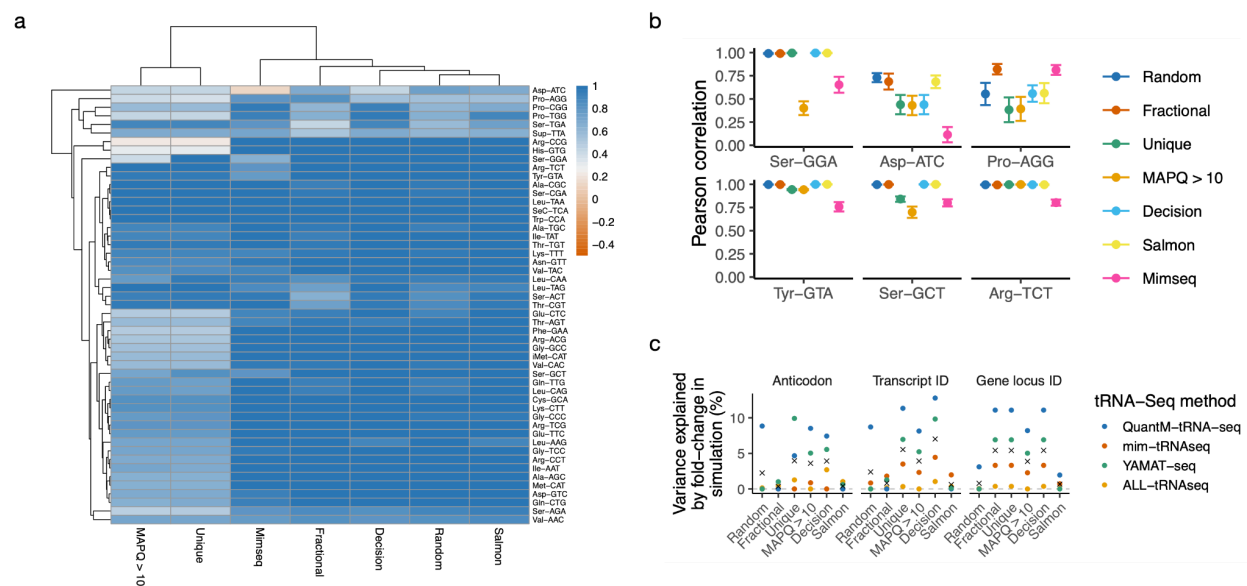 a
Asp−ATC
Pro−AGG
Pro−CGG
Pro−TGG
Ser−TGA
Sup−TTA
Arg−CCG
His−GTG
Ser−GGA
Arg−TCT
Tyr−GTA
Ala−CGC
Ser−CGA
Leu−TAA
SeC−TCA
Trp−CCA
Ala−TGC
Ile−TAT
Thr−TGT
Lys−TTT
Asn−GTT
Val−TAC
Leu−CAA
Leu−TAG
Ser−ACT
Thr−CGT
Glu−CTC
Thr−AGT
Phe−GAA
Arg−ACG
Gly−GCC
iMet−CAT
Val−CAC
Ser−GCT
Gln−TTG
Leu−CAG
Cys−GCA
Lys−CTT
Gly−CCC
Arg−TCG
Glu−TTC
Leu−AAG
Gly−TCC
Arg−CCT
Ile−AAT
Ala−AGC
Met−CAT
Asp−GTC
Gln−CTG
Ser−AGA
Val−AAC
MAPQ > 10
Unique
Mimseq
Fractional
Decision
Random
Salmon
1
0.8
0.6
0.4
0.2
0
−0.2
−0.4
b
Pearson correlation
1.00
0.75
0.50
0.25
0.00
Ser−GGA
Asp−ATC
Pro−AGG
1.00
0.75
0.50
0.25
0.00
Tyr−GTA
Ser−GCT
Arg−TCT
Random
Fractional
Unique
MAPQ > 10
Decision
Salmon
Mimseq
c
Variance explained
by fold−change in
simulation (%)
10
5
0
Anticodon
Transcript ID
Gene locus ID
Random
Fractional
Unique
MAPQ > 10
Decision
Salmon
Random
Fractional
Unique
MAPQ > 10
Decision
Salmon
Random
Fractional
Unique
MAPQ > 10
Decision
Salmon
tRNA−Seq method
QuantM−tRNA−seq
mim−tRNAseq
YAMAT−seq
ALL−tRNAseq